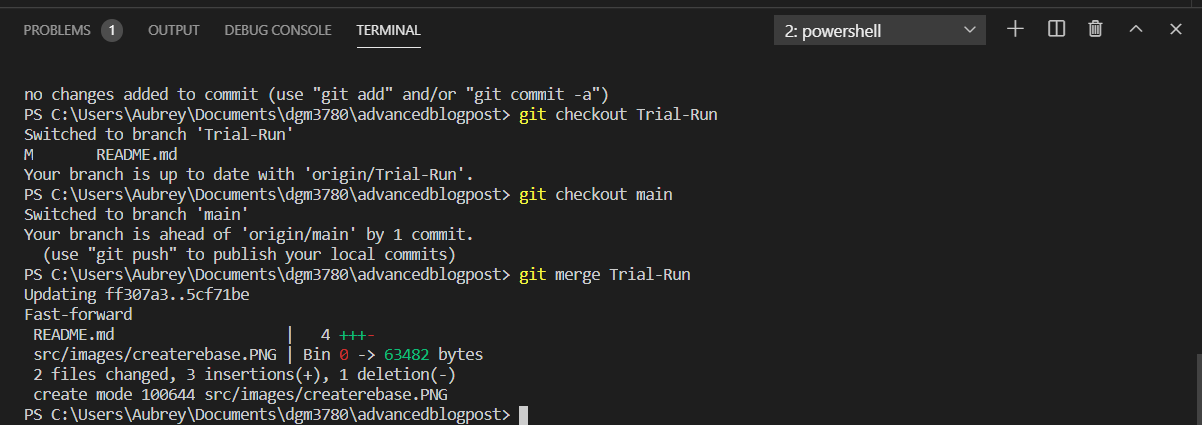 PROBLEMS 1 OUTPUT DEBUG CONSOLE TERMINAL 2: powershell
no changes added to commit (use "git add" and/or "git commit -a")
PS C:\Users\Aubrey\Documents\dgm3780\advancedblogpost> git checkout Trial-Run
Switched to branch 'Trial-Run'
M       README.md
Your branch is up to date with 'origin/Trial-Run'.
PS C:\Users\Aubrey\Documents\dgm3780\advancedblogpost> git checkout main
Switched to branch 'main'
Your branch is ahead of 'origin/main' by 1 commit.
  (use "git push" to publish your local commits)
PS C:\Users\Aubrey\Documents\dgm3780\advancedblogpost> git merge Trial-Run
Updating ff307a3..5cf71be
Fast-forward
 README.md                   |   4 +++-
 src/images/createrebase.PNG | Bin 0 -> 63482 bytes
 2 files changed, 3 insertions(+), 1 deletion(-)
 create mode 100644 src/images/createrebase.PNG
PS C:\Users\Aubrey\Documents\dgm3780\advancedblogpost>